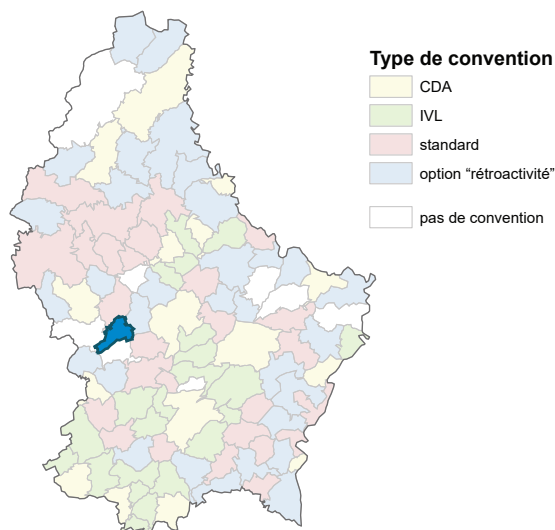 Type de convention
CDA
IVL
standard
option “rétroactivité”
pas de convention